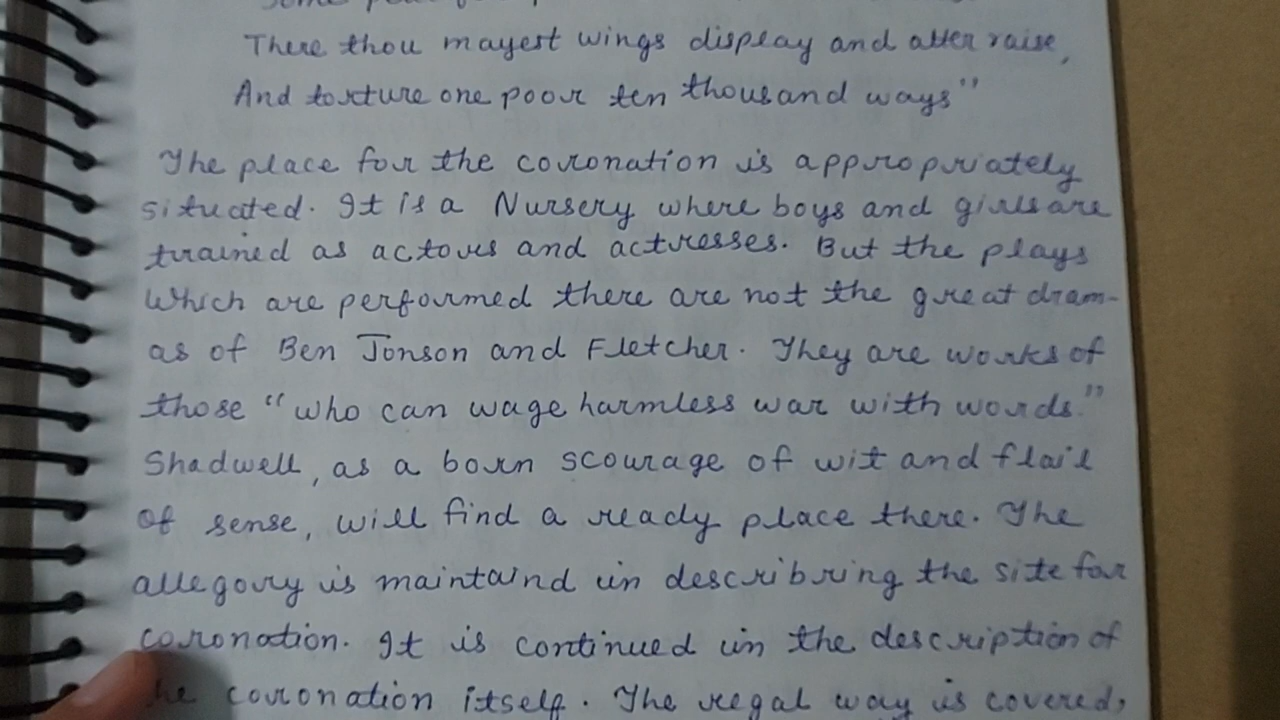 There thou mayest wings display and alter raise,
And torture one poor ten thousand ways"
The place for the coronation is appropriately
situated. It is a Nursery where boys and girls are
trained as actors and actresses. But the plays
Which are performed there are not the great dram-
as of Ben Jonson and Fletcher. They are works of
those "who can wage harmless war with words."
Shadwell, as a born scourage of wit and flail
Of sense, will find a ready place there. The
allegory is maintaind in describring the site for
coronation. It is continued in the description of
he coronation itself. The regal way is covered,